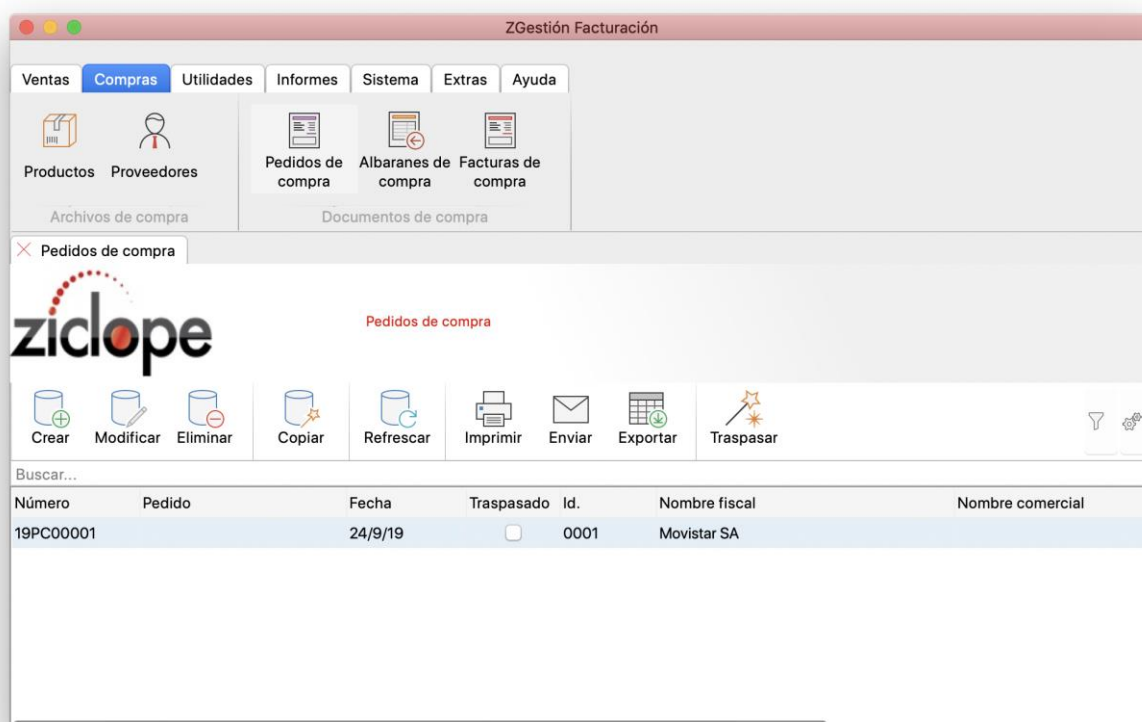 ZGestión Facturación
Ventas Compras Utilidades Informes Sistema Extras Ayuda
Productos Proveedores
Pedidos de compra
Albaranes de compra
Facturas de compra
Archivos de compra Documentos de compra
Pedidos de compra
ziclope
Pedidos de compra
Crear Modificar Eliminar Copiar Refrescar Imprimir Enviar Exportar Traspasar
Buscar...
Número Pedido Fecha Traspasado Id. Nombre fiscal Nombre comercial
19PC00001 24/9/19 0001 Movistar SA